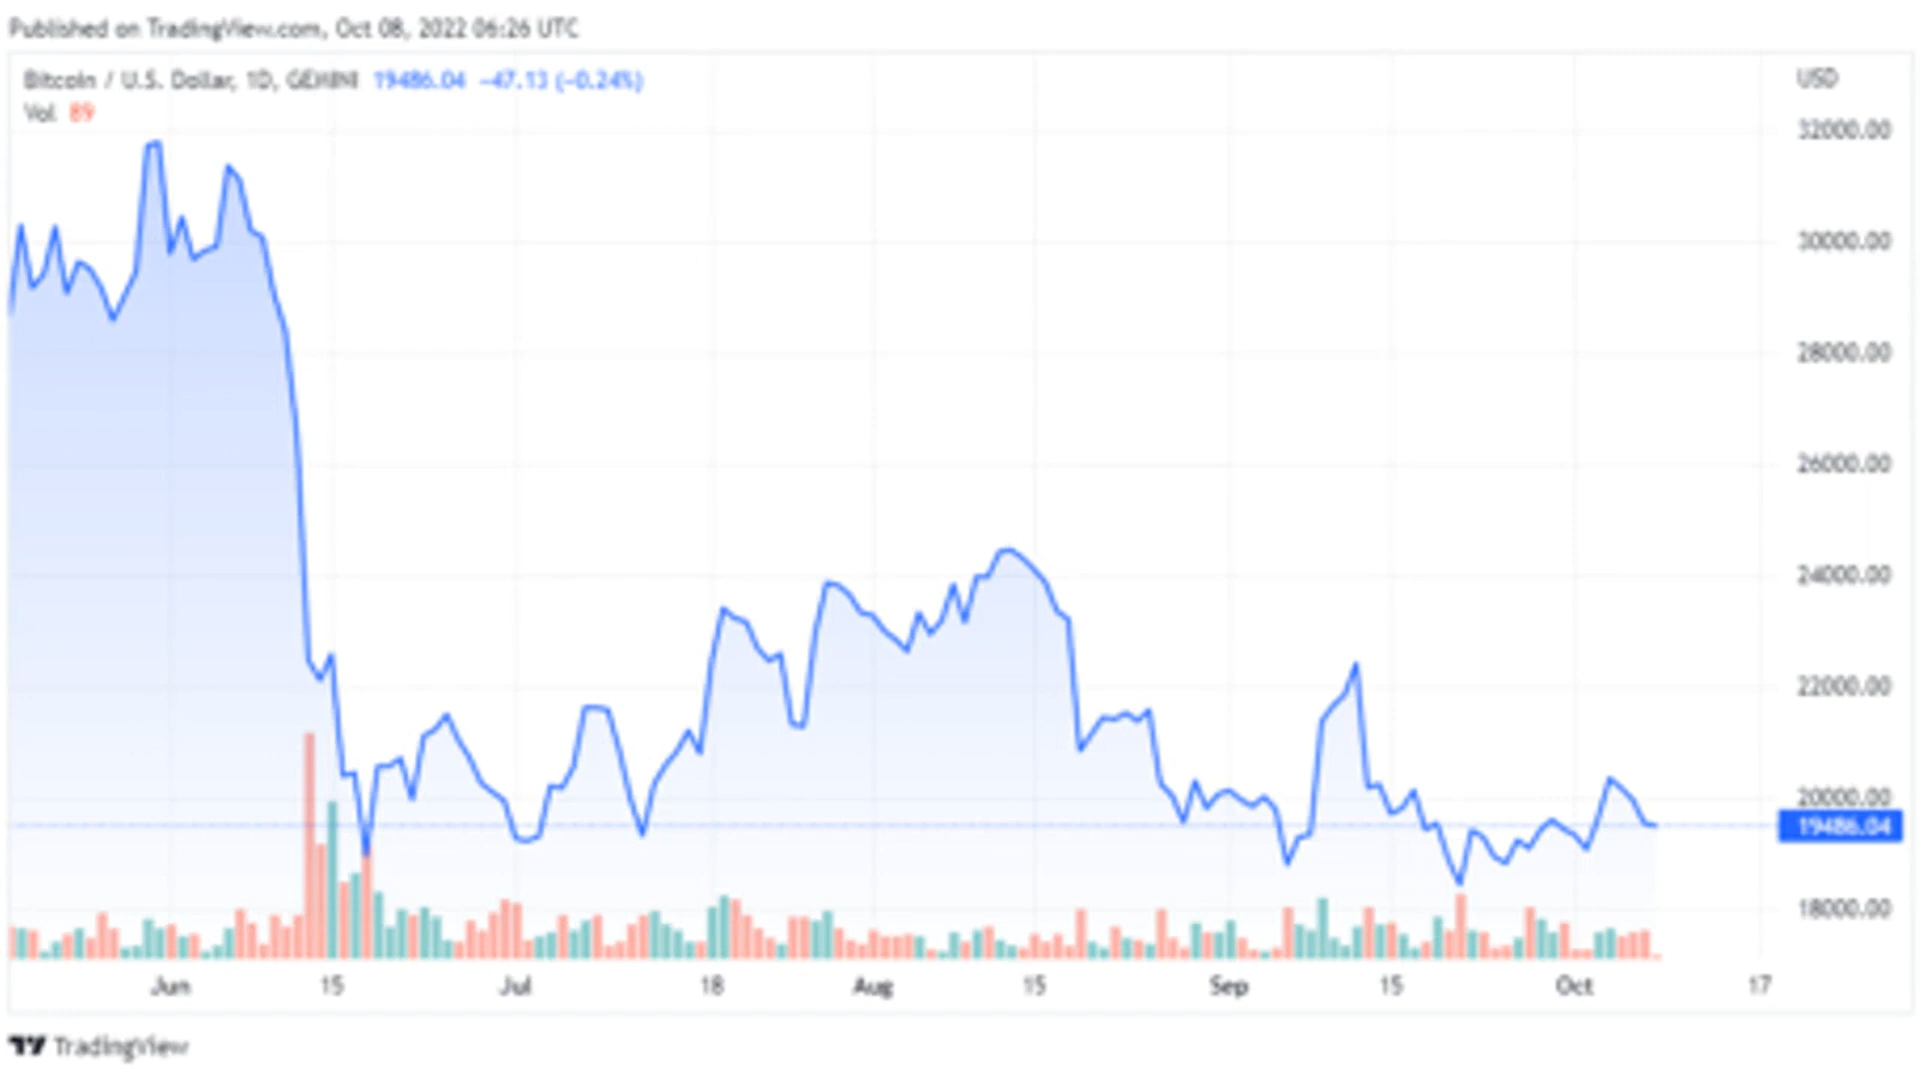 Published on TradingView.com, Oct 08, 2022 06:26 UTC
Bitcoin / U.S. Dollar, 1D, GEMINI 19486.04 −47.13 (−0.24%)
Vol 89
USD
32000.00
30000.00
28000.00
26000.00
24000.00
22000.00
20000.00
19486.04
18000.00
Jun 15 Jul 18 Aug 15 Sep 15 Oct 17
TradingView